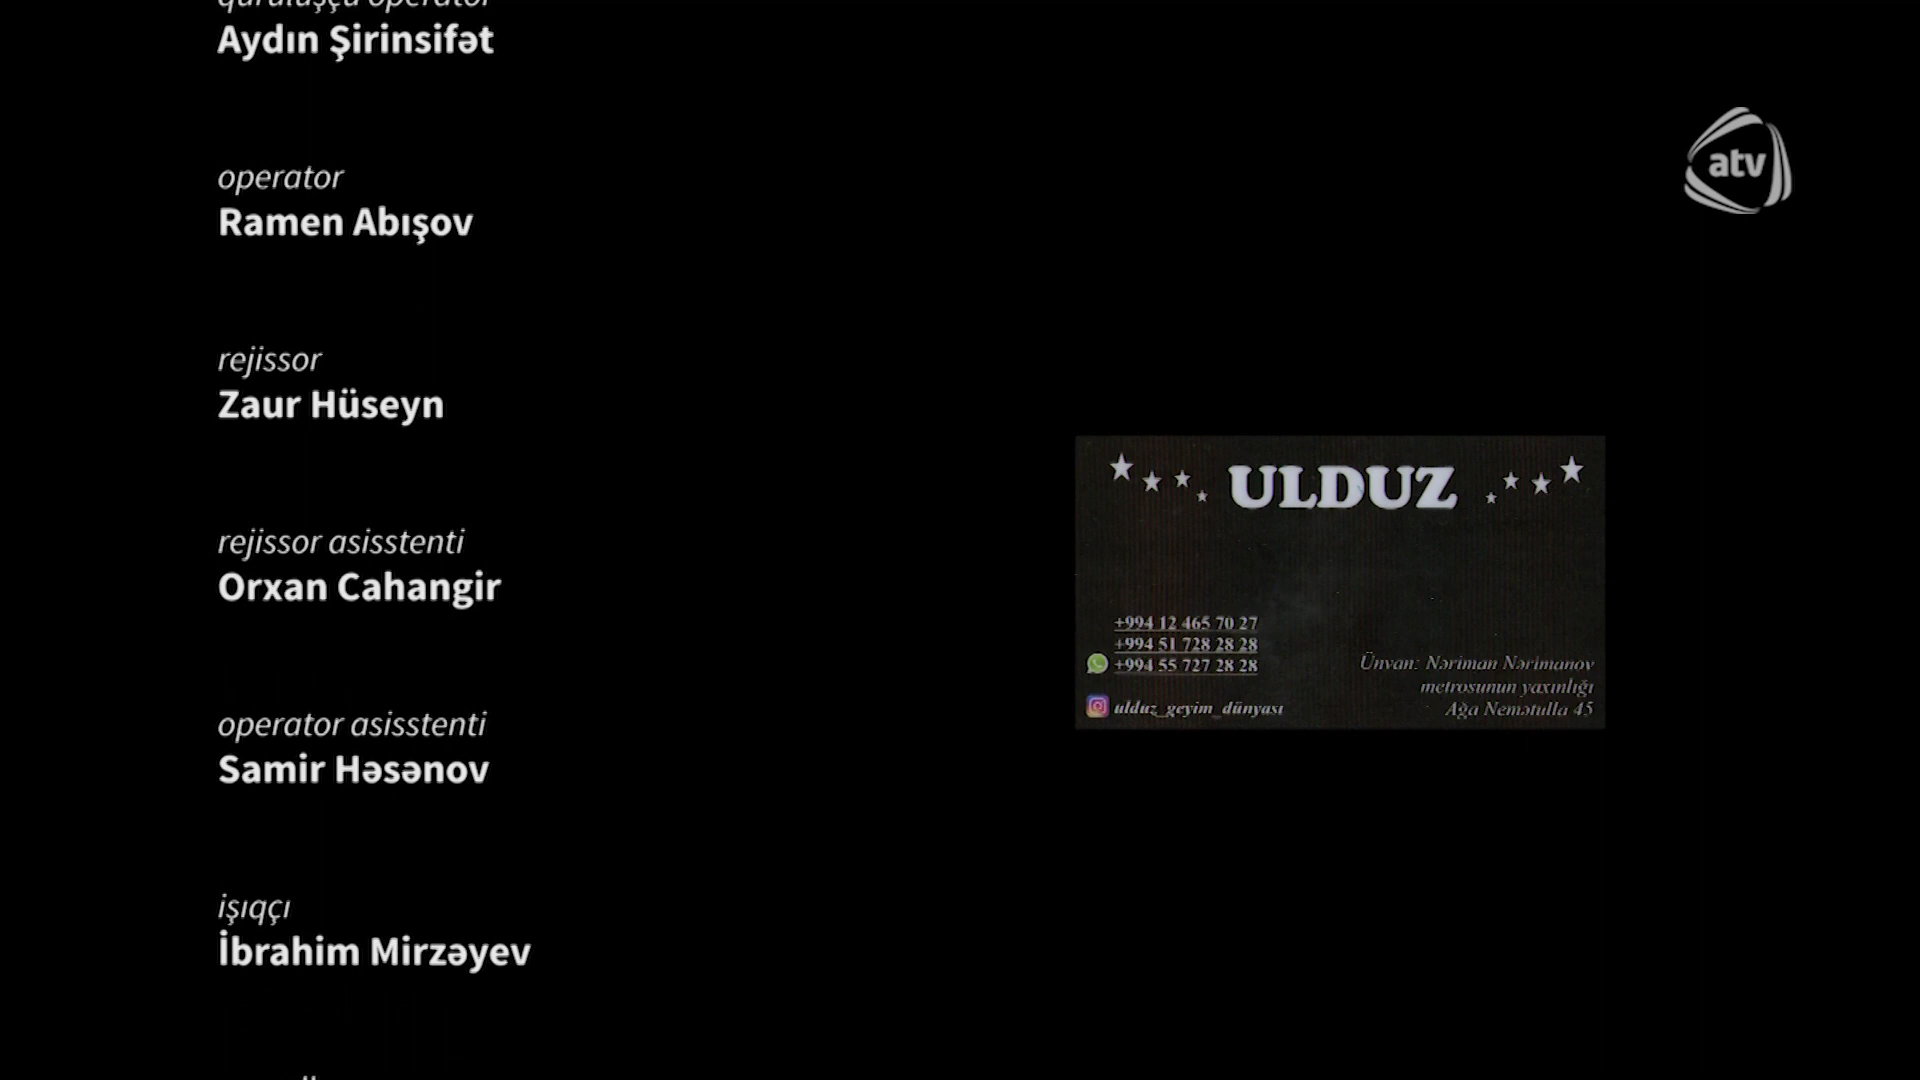 quruluşçu operator
Aydın Şirinsifət
operator
Ramen Abışov
rejissor
Zaur Hüseyn
rejissor asisstenti
Orxan Cahangir
operator asisstenti
Samir Həsənov
işıqçı
İbrahim Mirzəyev
atv
ULDUZ
+994 12 465 70 27
+994 51 728 28 28
+994 55 727 28 28
ulduz_geyim_dünyası
Ünvan: Nəriman Nərimanov
metrosunun yaxınlığı
Ağa Nemətulla 45